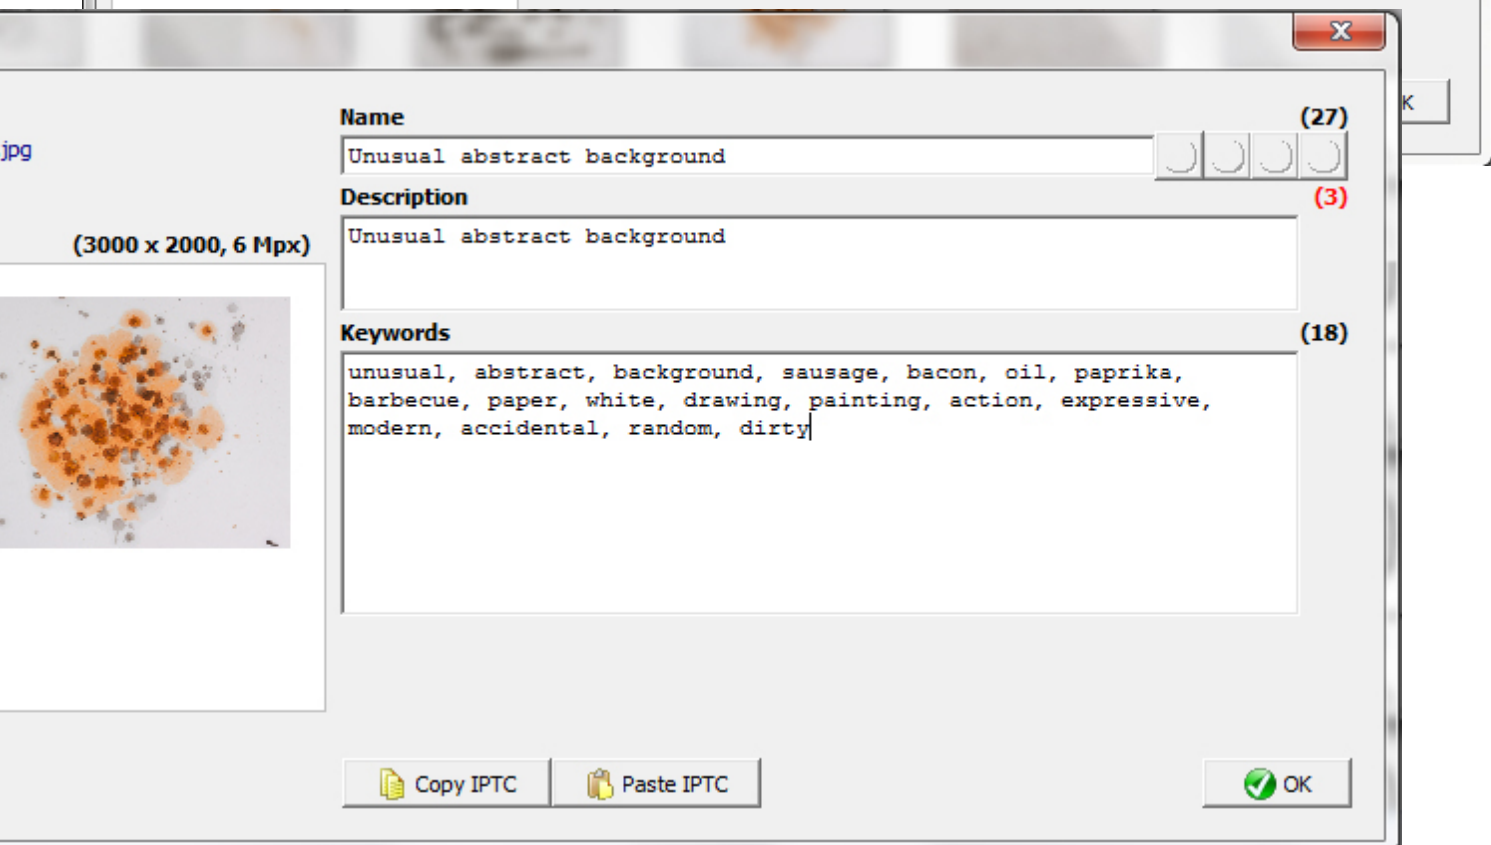 X
K
jpg
(3000 x 2000, 6 Mpx)
Name (27)
Unusual abstract background
Description (3)
Unusual abstract background
Keywords (18)
unusual, abstract, background, sausage, bacon, oil, paprika,
barbecue, paper, white, drawing, painting, action, expressive,
modern, accidental, random, dirty
Copy IPTC
Paste IPTC
OK